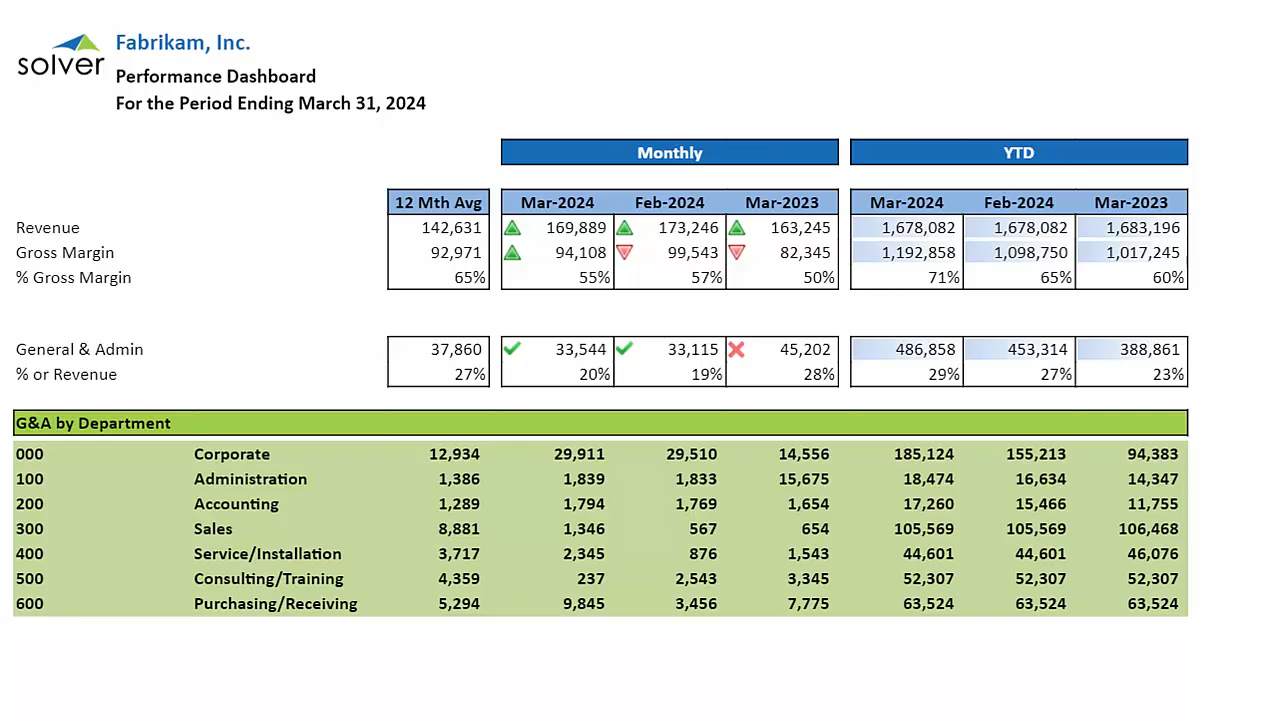 solver
Fabrikam, Inc.
Performance Dashboard
For the Period Ending March 31, 2024
Monthly YTD
12 Mth Avg Mar-2024 Feb-2024 Mar-2023 Mar-2024 Feb-2024 Mar-2023
Revenue 142,631 169,889 173,246 163,245 1,678,082 1,678,082 1,683,196
Gross Margin 92,971 94,108 99,543 82,345 1,192,858 1,098,750 1,017,245
% Gross Margin 65% 55% 57% 50% 71% 65% 60%
General & Admin 37,860 33,544 33,115 45,202 486,858 453,314 388,861
% or Revenue 27% 20% 19% 28% 29% 27% 23%
G&A by Department
000 Corporate 12,934 29,911 29,510 14,556 185,124 155,213 94,383
100 Administration 1,386 1,839 1,833 15,675 18,474 16,634 14,347
200 Accounting 1,289 1,794 1,769 1,654 17,260 15,466 11,755
300 Sales 8,881 1,346 567 654 105,569 105,569 106,468
400 Service/Installation 3,717 2,345 876 1,543 44,601 44,601 46,076
500 Consulting/Training 4,359 237 2,543 3,345 52,307 52,307 52,307
600 Purchasing/Receiving 5,294 9,845 3,456 7,775 63,524 63,524 63,524